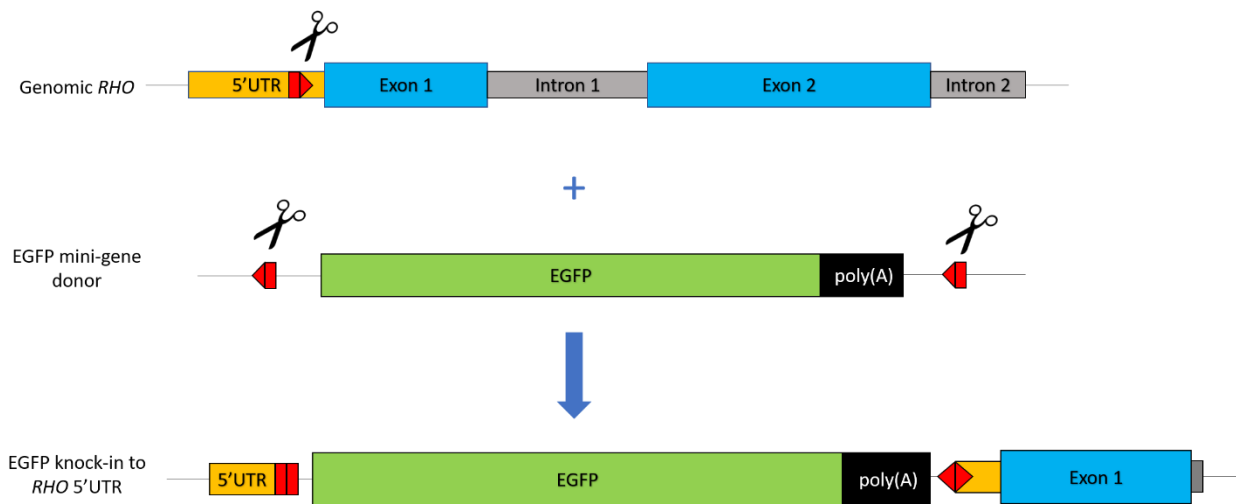 Genomic RHO
5'UTR
Exon 1
Intron 1
Exon 2
Intron 2
+
EGFP mini-gene
donor
EGFP
poly(A)
EGFP knock-in to
RHO 5'UTR
5'UTR
EGFP
poly(A)
Exon 1